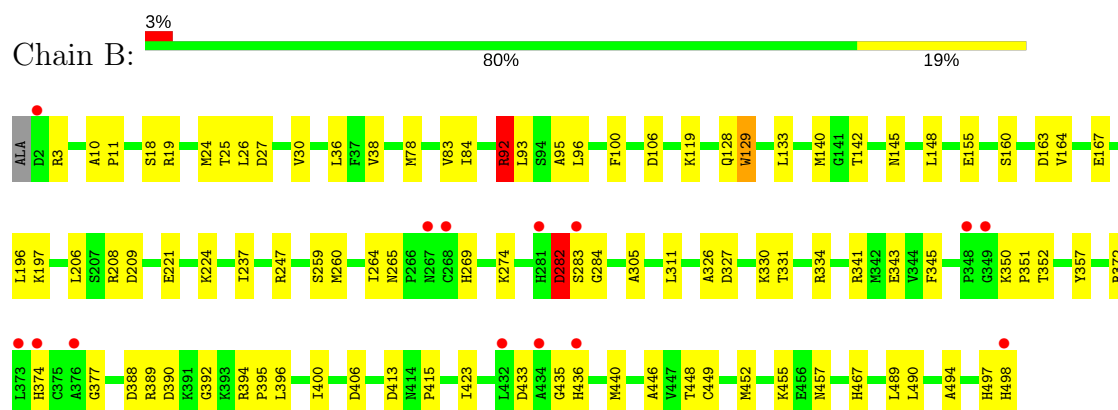 3%
Chain B:
80% 19%
ALA D2 R3 A10 P11 S18 R19 M24 T25 L26 D27 V30 L36 F37 V38 M78 V83 I84 R92 L93 S94 A95 L96 F100 D106 K119 Q128 W129 L133 M140 G141 T142 N145 L148 E155 S160 D163 V164 E167
L196 K197 L206 S207 R208 D209 E221 K224 I237 R247 S259 M260 I264 N265 P266 N267 C268 H269 K274 H281 D282 S283 G284 A305 L311 A326 D327 K330 T331 R334 R341 M342 E343 V344 F345 P348 G349 K350 P351 T352 Y357
L373 H374 C375 A376 G377 D388 R389 D390 K391 G392 K393 R394 P395 L396 I400 D406 D413 N414 P415 I423 L432 D433 A434 G435 H436 M440 A446 V447 T448 C449 M452 K455 E456 N457 H467 L489 L490 A494 H497 H498